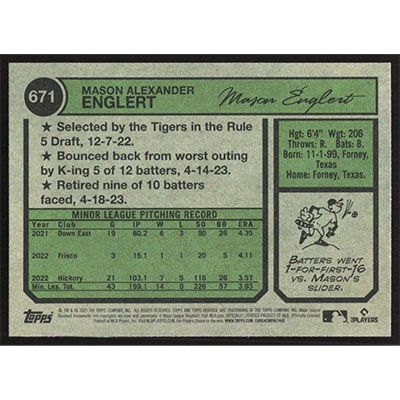 671
MASON ALEXANDER
ENGLERT
Mason Englert
★ Selected by the Tigers in the Rule
5 Draft, 12-7-22.
★ Bounced back from worst outing
by K-ing 5 of 12 batters, 4-14-23.
★ Retired nine of 10 batters
faced, 4-18-23.
Hgt: 6'4" Wgt: 206
Throws: R. Bats: B.
Born: 11-1-99, Forney,
Texas
Home: Forney, Texas.
MINOR LEAGUE PITCHING RECORD
Year Club G IP W L SO BB ERA
2021 Down East 19 80.2 6 3 90 26 4.35
2022 Frisco 3 15.1 1 1 20 5 4.11
2022 Hickory 21 103.1 7 5 116 26 3.57
Min. Lea. Tot. 43 199.1 14 9 226 57 3.93
BATTERS WENT
1-FOR-FIRST-16
VS. MASON'S
SLIDER.
TOPPS
MLB
PLAYERS